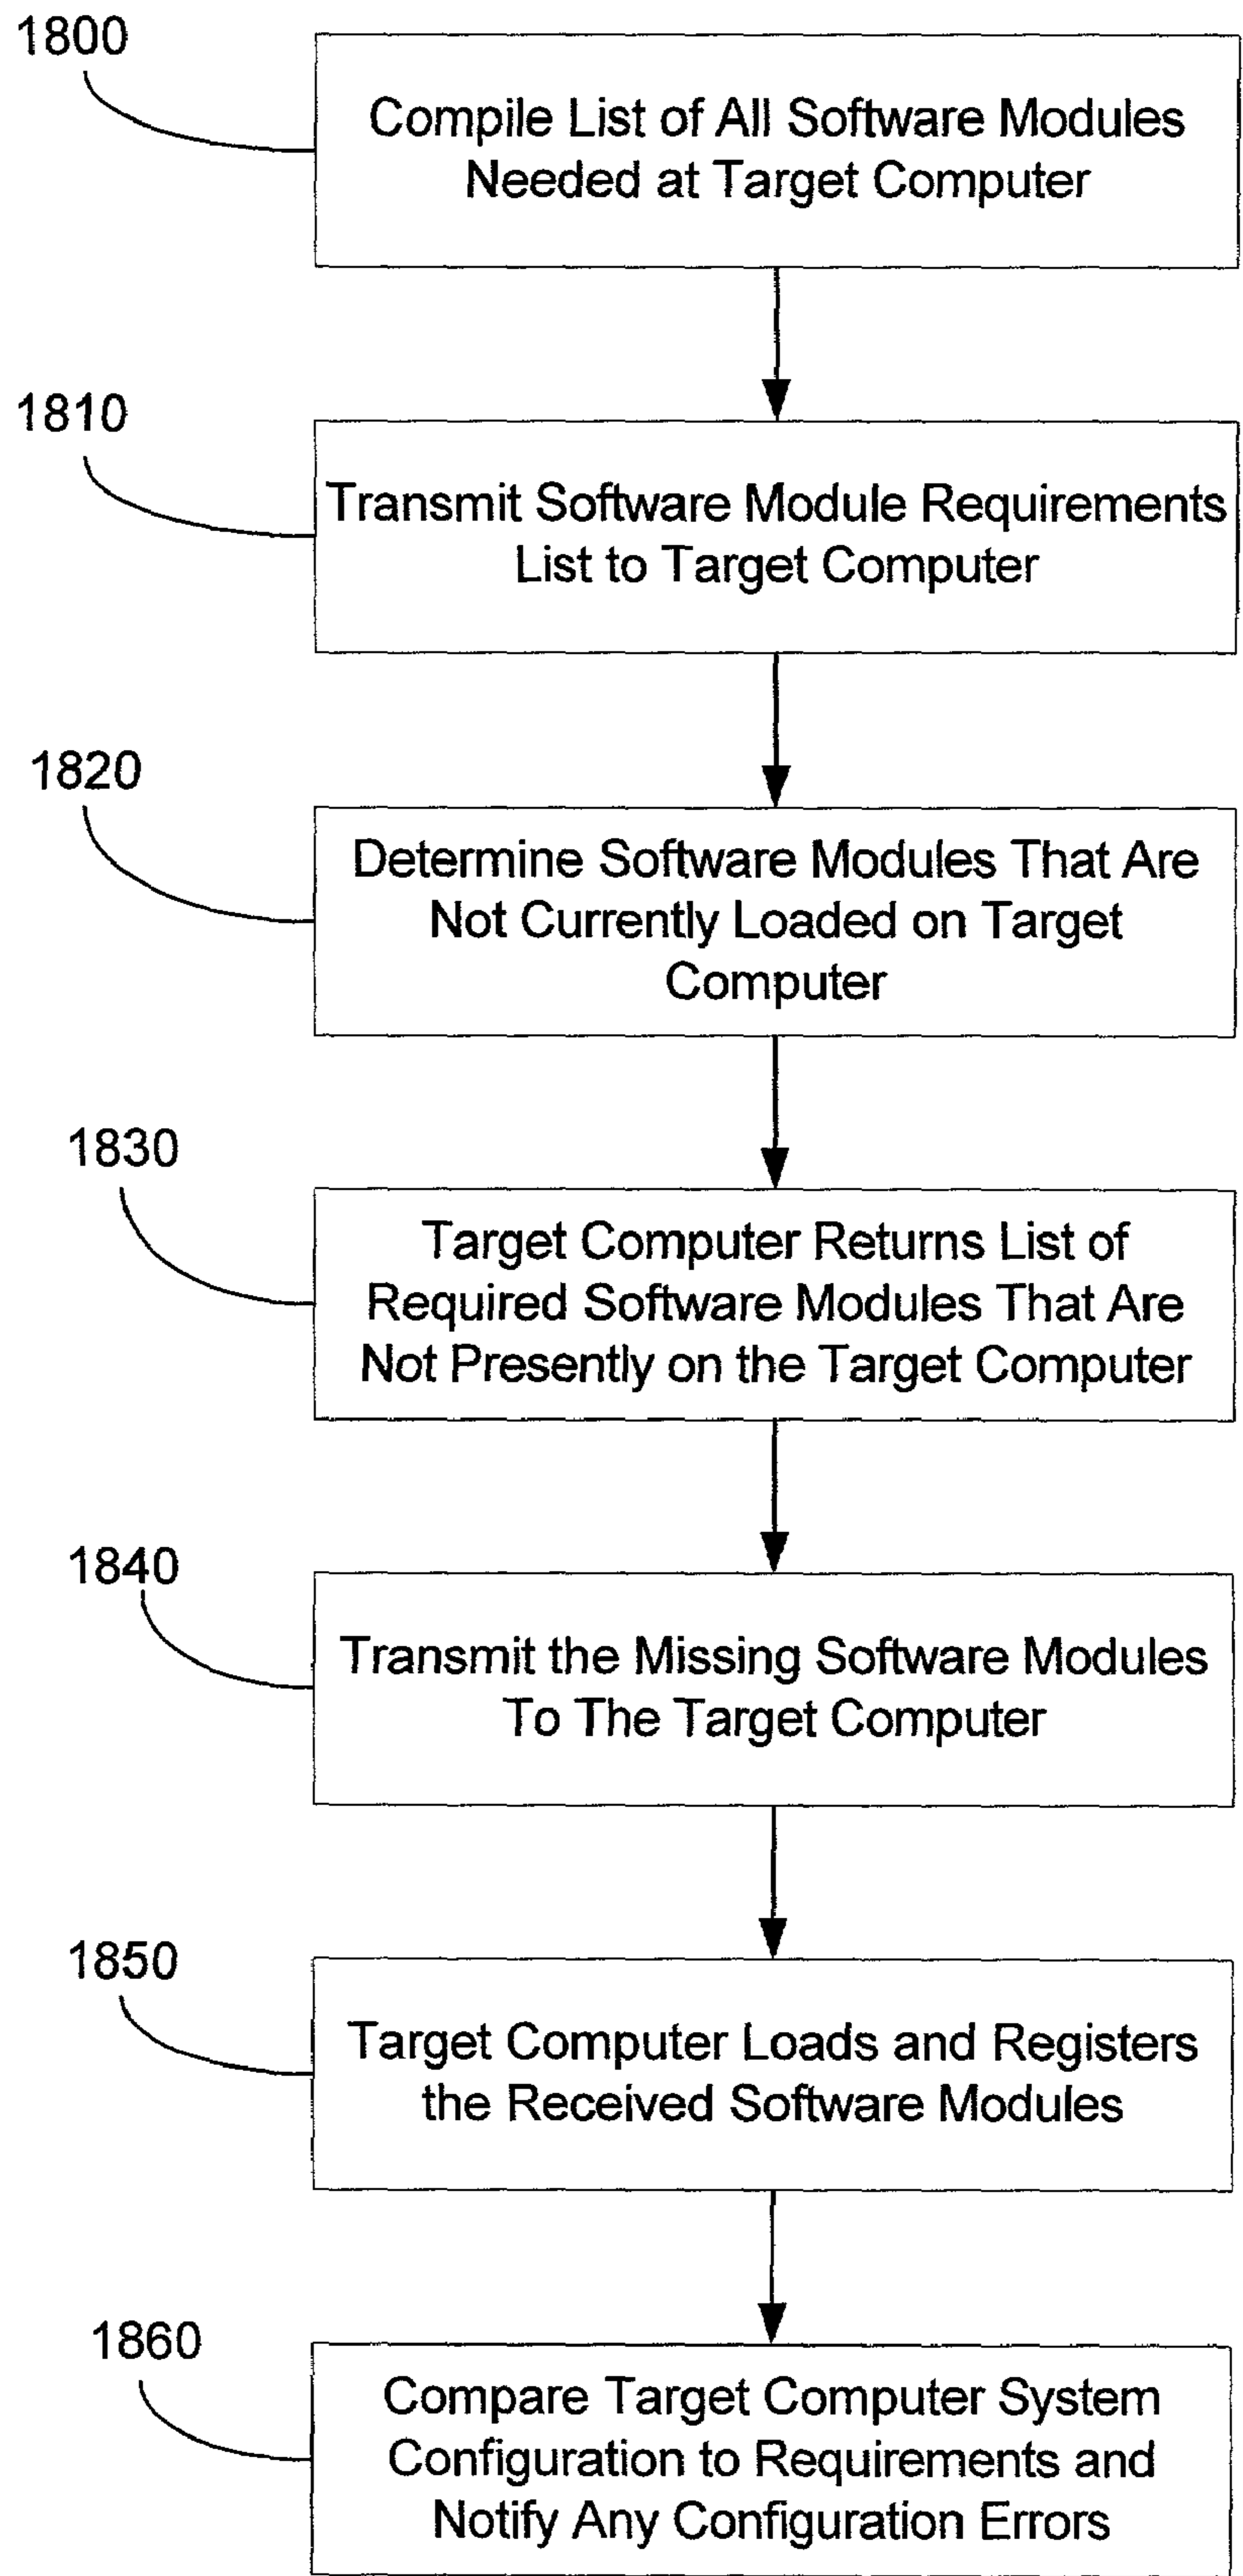 1800
Compile List of All Software Modules
Needed at Target Computer
1810
Transmit Software Module Requirements
List to Target Computer
1820
Determine Software Modules That Are
Not Currently Loaded on Target
Computer
1830
Target Computer Returns List of
Required Software Modules That Are
Not Presently on the Target Computer
1840
Transmit the Missing Software Modules
To The Target Computer
1850
Target Computer Loads and Registers
the Received Software Modules
1860
Compare Target Computer System
Configuration to Requirements and
Notify Any Configuration Errors